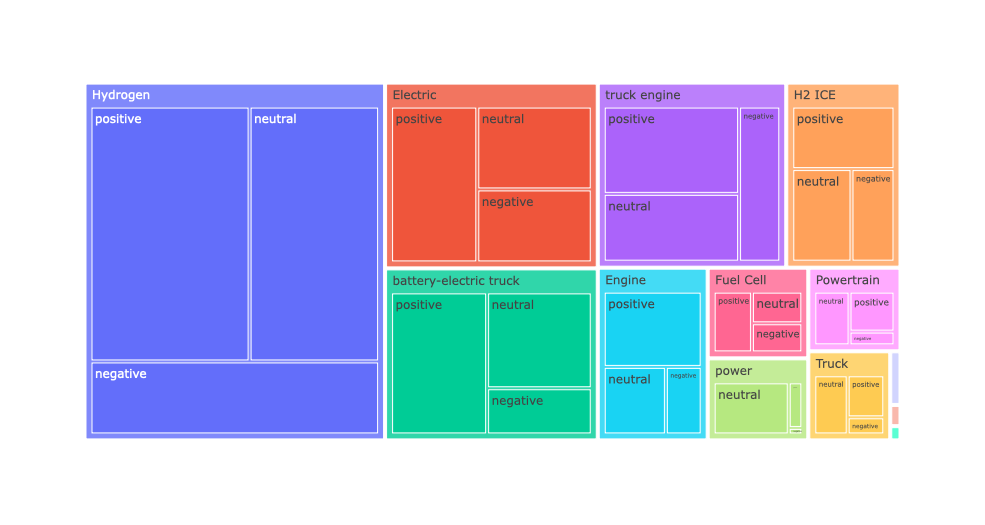 Hydrogen
positive
neutral
negative
Electric
positive
neutral
negative
battery-electric truck
positive
neutral
negative
truck engine
positive
negative
neutral
H2 ICE
positive
neutral
negative
Engine
positive
neutral
negative
Fuel Cell
positive
neutral
negative
power
neutral
Powertrain
neutral
positive
negative
Truck
neutral
positive
negative